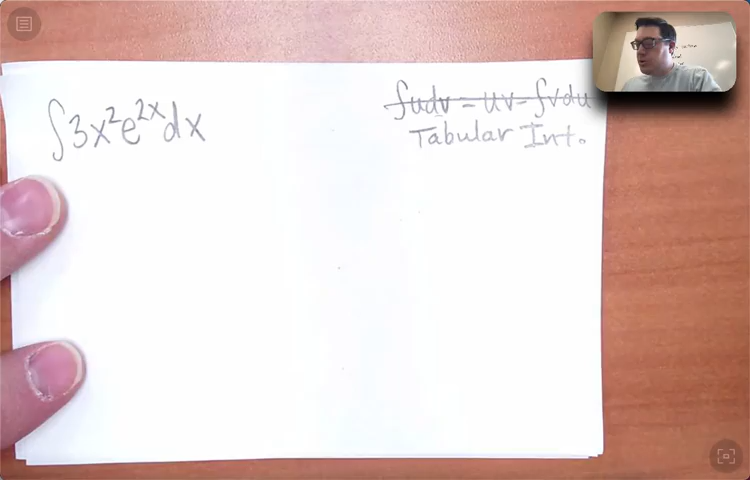 ∫3x²e²ˣdx
∫udv = uv - ∫vdu
Tabular Int.